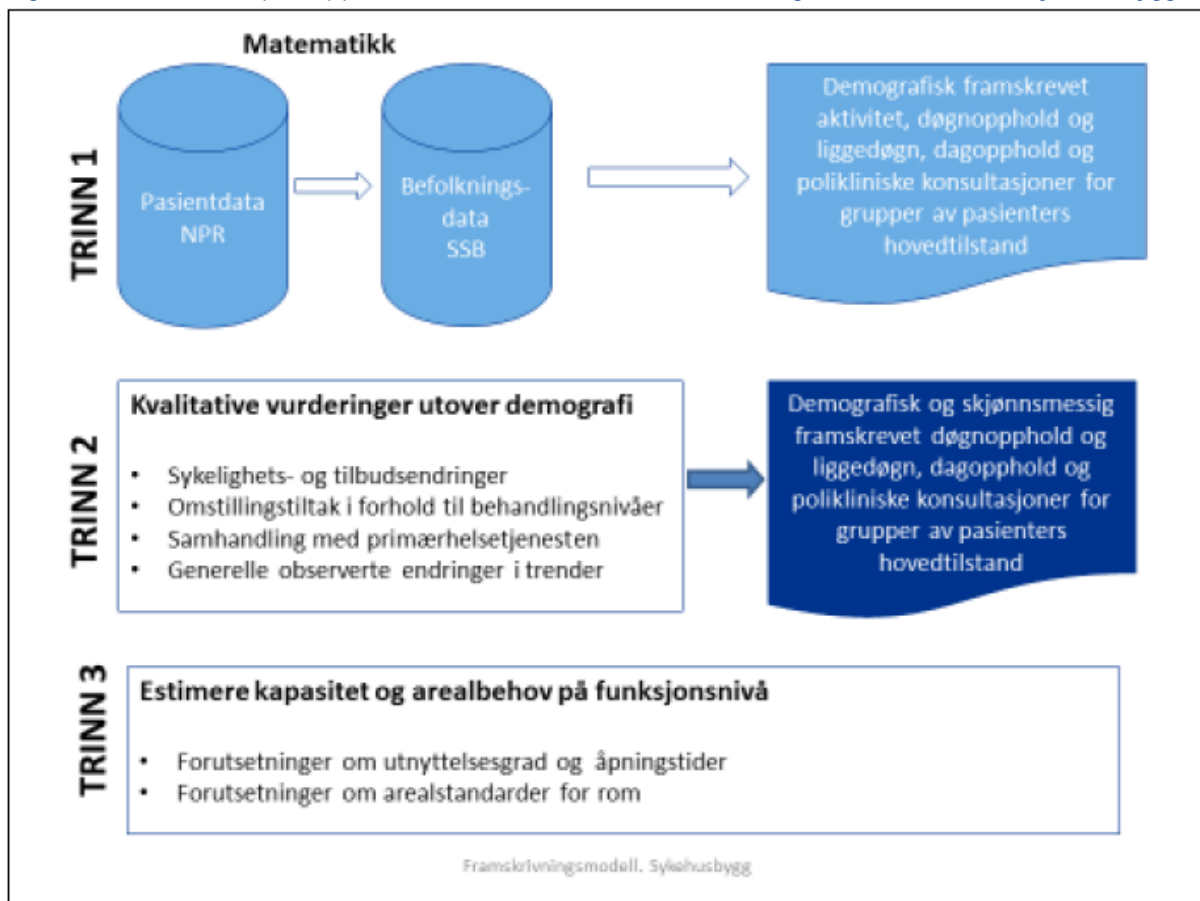 Matematikk
TRINN 1
Pasientdata
NPR
Befolknings-
data
SSB
Demografisk framskrevet
aktivitet, døgnopphold og
liggedøgn, dagopphold og
polikliniske konsultasjoner for
grupper av pasienters
hovedtilstand
TRINN 2
Kvalitative vurderinger utover demografi
• Sykelighets- og tilbudsendringer
• Omstillingstiltak i forhold til behandlingsnivåer
• Samhandling med primærhelsetjenesten
• Generelle observerte endringer i trender
Demografisk og skjønnsmessig
framskrevet døgnopphold og
liggedøgn, dagopphold og
polikliniske konsultasjoner for
grupper av pasienters
hovedtilstand
TRINN 3
Estimere kapasitet og arealbehov på funksjonsnivå
• Forutsetninger om utnyttelsesgrad og åpningstider
• Forutsetninger om arealstandarder for rom
Framskrivningsmodell. Sykehusbygg